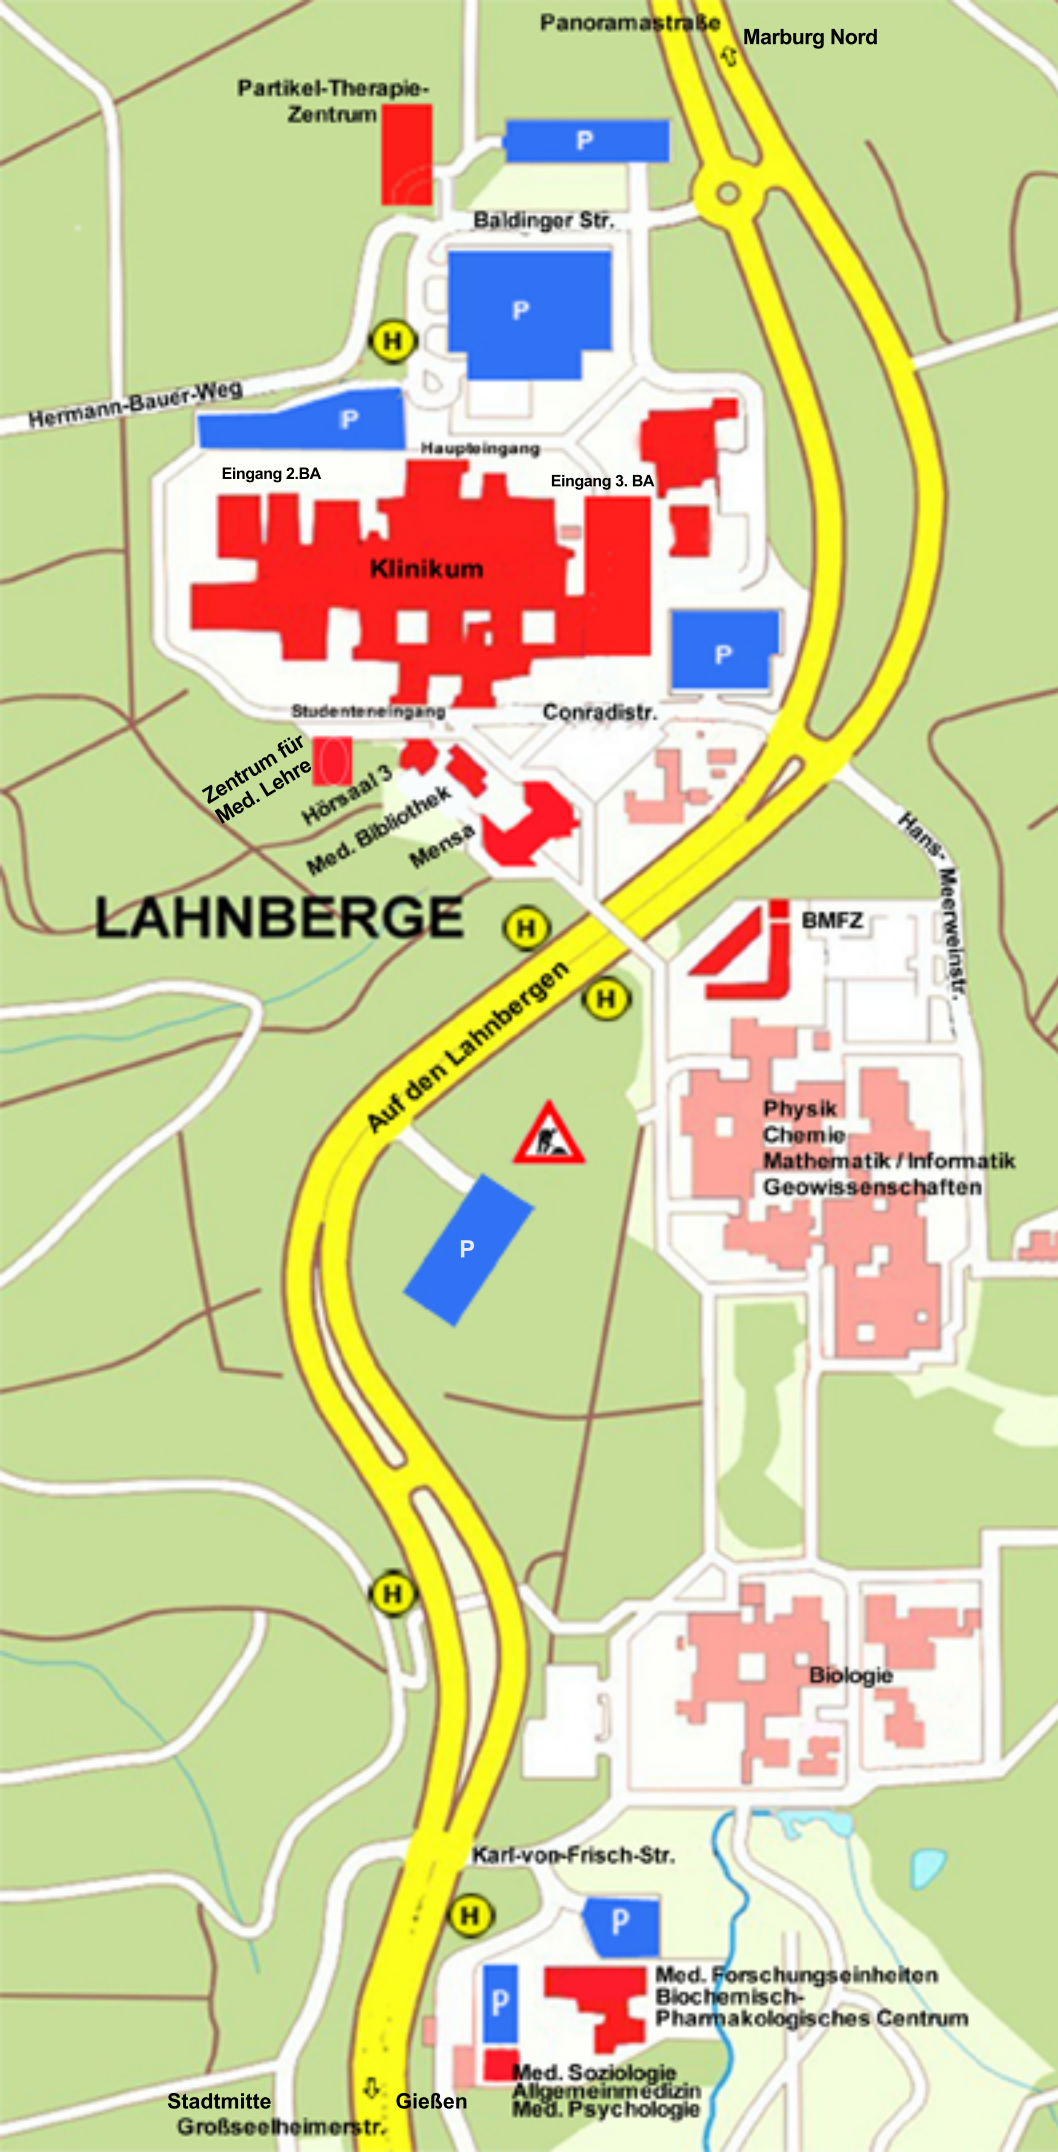 Panoramastraße
Marburg Nord
Partikel-Therapie-
Zentrum
P
Baldinger Str.
P
H
Hermann-Bauer-Weg
P
Haupteingang
Eingang 2.BA
Eingang 3. BA
Klinikum
P
Studenteneingang
Conradistr.
Zentrum für
Med. Lehre
Hörsaal 3
Med. Bibliothek
Mensa
Hans-Meerweinstr.
LAHNBERGE
H
BMFZ
H
Auf den Lahnbergen
Physik
Chemie
Mathematik / Informatik
Geowissenschaften
P
H
Biologie
Karl-von-Frisch-Str.
H
P
Med. Forschungseinheiten
Biochemisch-
Pharmakologisches Centrum
P
Med. Soziologie
Allgemeinmedizin
Med. Psychologie
Stadtmitte
Gießen
Großseelheimerstr.